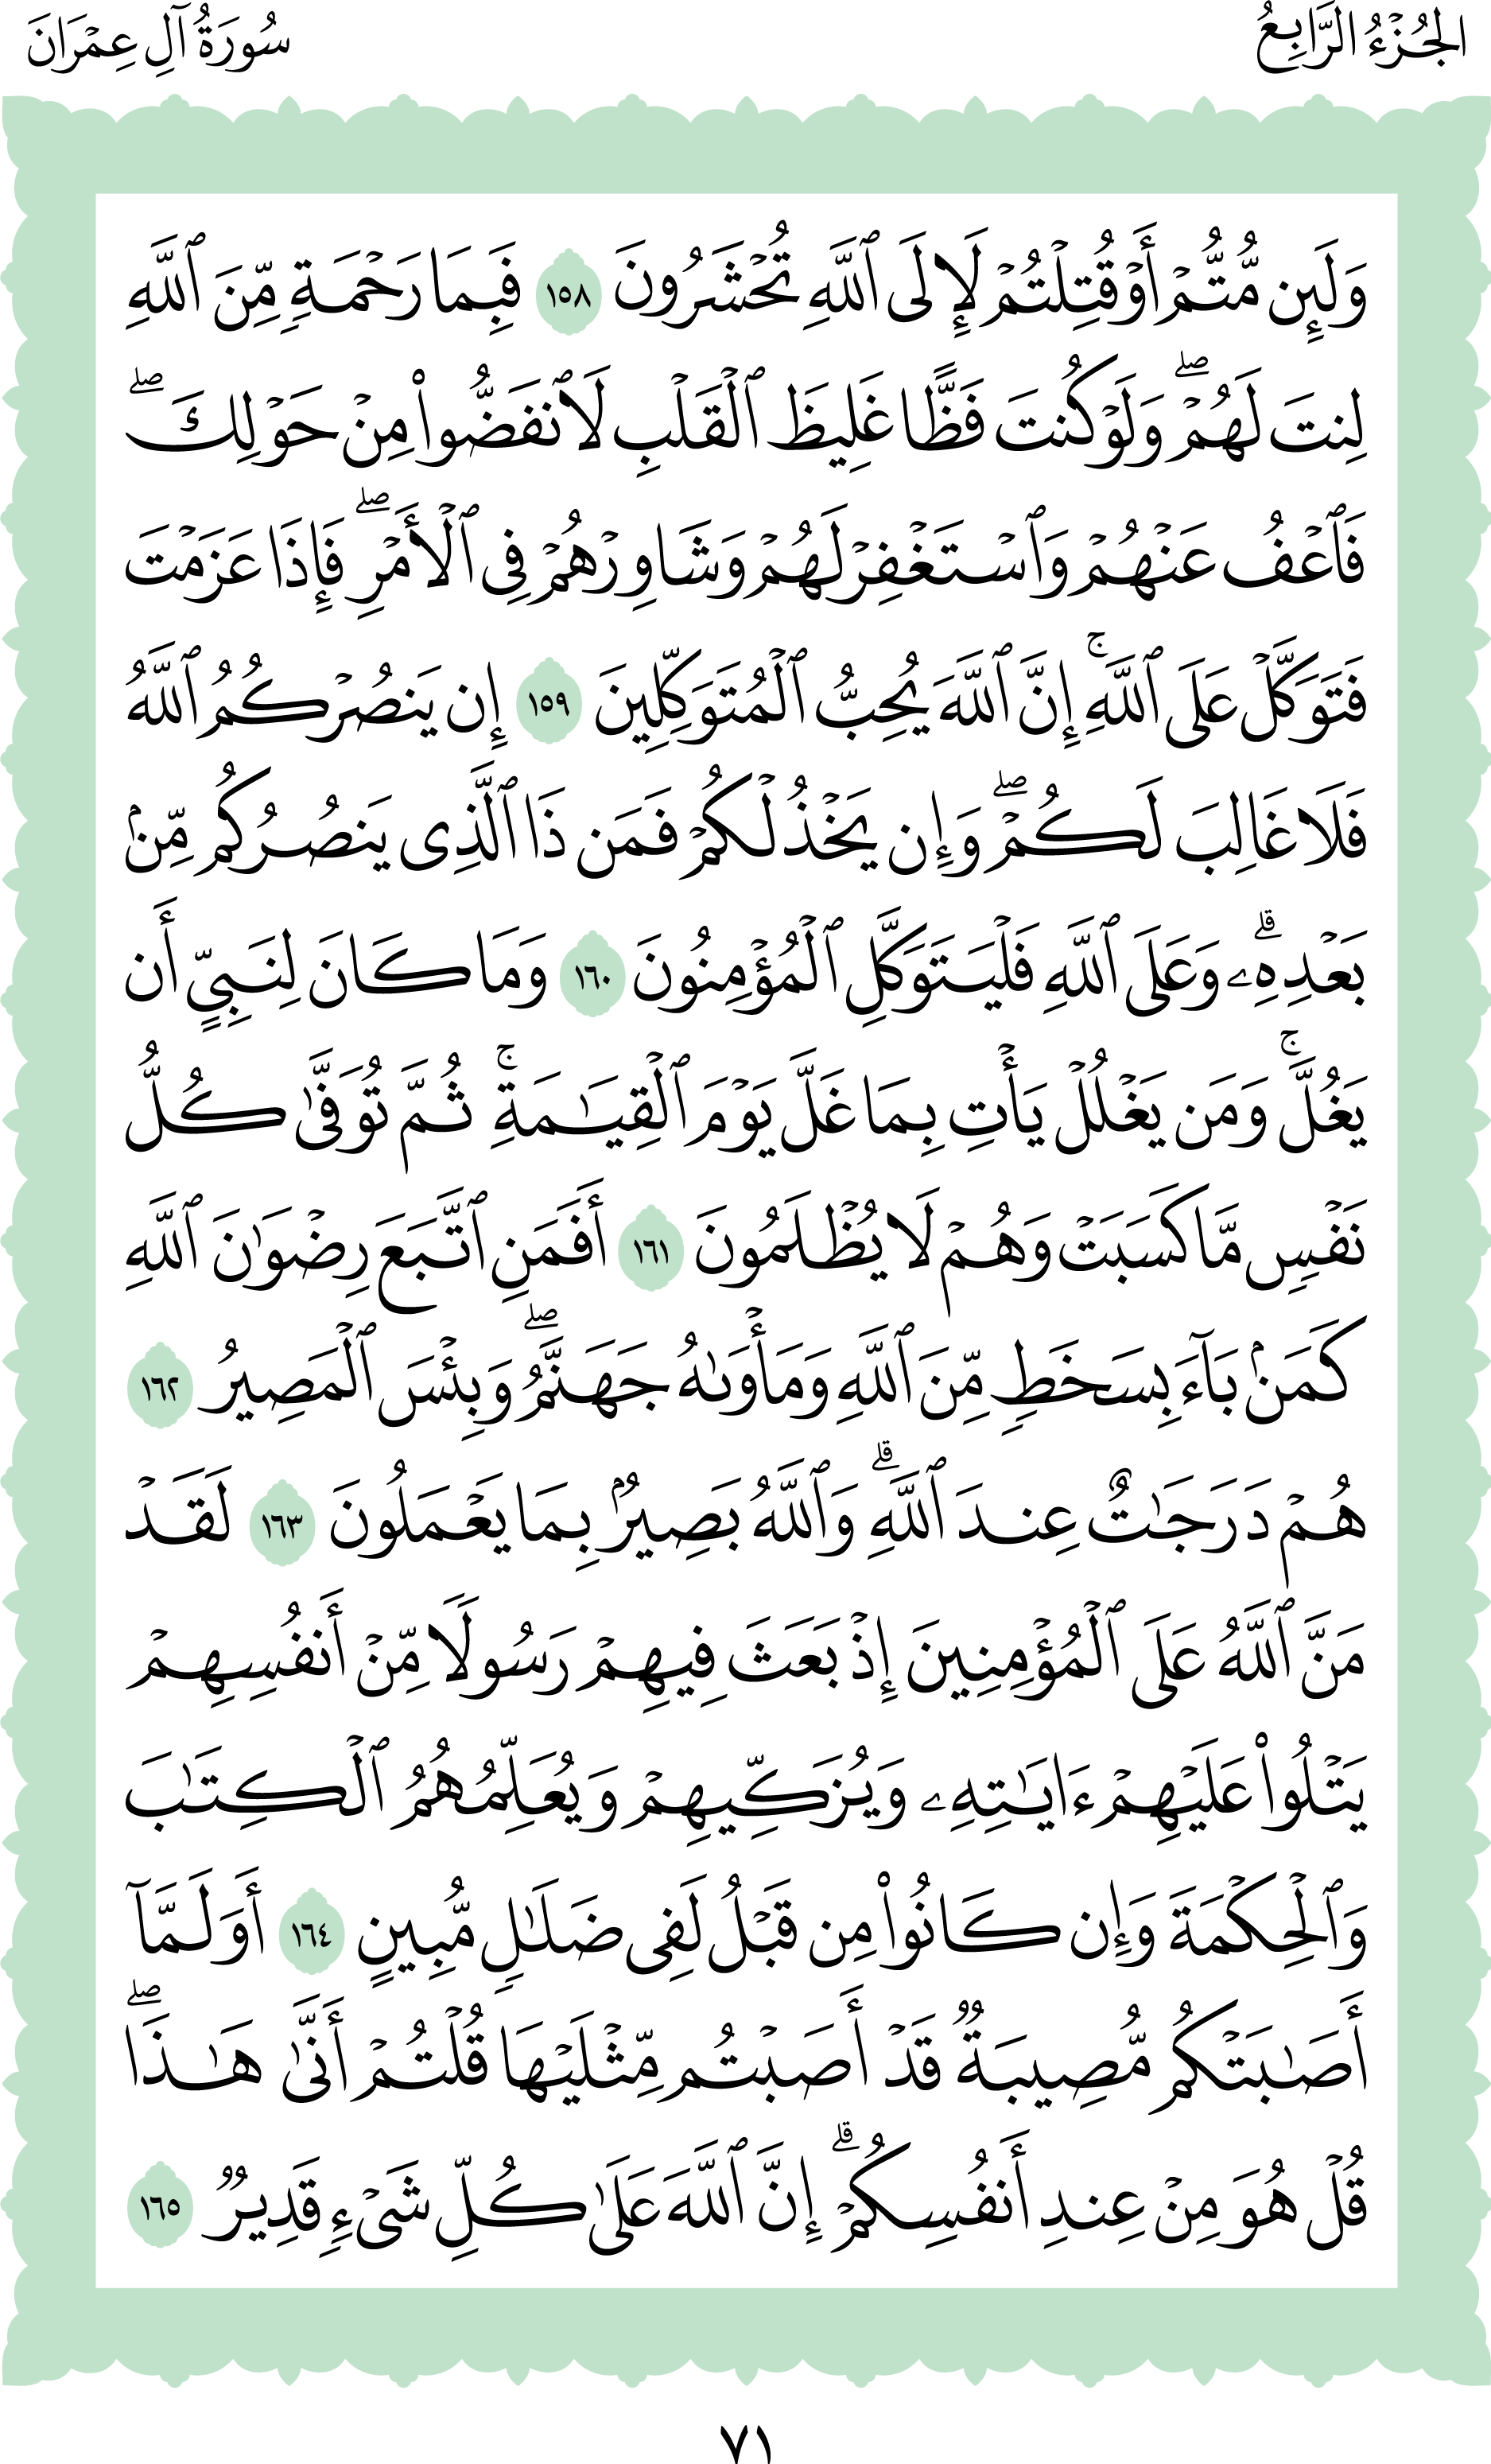 الجُزْءُ الرَّابِعُ
سُورَةُ آلِ عِمْرَانَ
وَلَئِن مُّتُّمْ أَوْ قُتِلْتُمْ لَإِلَى ٱللَّهِ تُحْشَرُونَ ١٥٨ فَبِمَا رَحْمَةٍ مِّنَ ٱللَّهِ
لِنتَ لَهُمْۖ وَلَوْ كُنتَ فَظًّا غَلِيظَ ٱلْقَلْبِ لَٱنفَضُّوا۟ مِنْ حَوْلِكَۖ
فَٱعْفُ عَنْهُمْ وَٱسْتَغْفِرْ لَهُمْ وَشَاوِرْهُمْ فِى ٱلْأَمْرِۖ فَإِذَا عَزَمْتَ
فَتَوَكَّلْ عَلَى ٱللَّهِۚ إِنَّ ٱللَّهَ يُحِبُّ ٱلْمُتَوَكِّلِينَ ١٥٩ إِن يَنصُرْكُمُ ٱللَّهُ
فَلَا غَالِبَ لَكُمْۖ وَإِن يَخْذُلْكُمْ فَمَن ذَا ٱلَّذِى يَنصُرُكُم مِّنۢ
بَعْدِهِۦۗ وَعَلَى ٱللَّهِ فَلْيَتَوَكَّلِ ٱلْمُؤْمِنُونَ ١٦٠ وَمَا كَانَ لِنَبِىٍّ أَن
يَغُلَّۚ وَمَن يَغْلُلْ يَأْتِ بِمَا غَلَّ يَوْمَ ٱلْقِيَـٰمَةِۚ ثُمَّ تُوَفَّىٰ كُلُّ
نَفْسٍ مَّا كَسَبَتْ وَهُمْ لَا يُظْلَمُونَ ١٦١ أَفَمَنِ ٱتَّبَعَ رِضْوَٰنَ ٱللَّهِ
كَمَنۢ بَآءَ بِسَخَطٍ مِّنَ ٱللَّهِ وَمَأْوَىٰهُ جَهَنَّمُۖ وَبِئْسَ ٱلْمَصِيرُ ١٦٢
هُمْ دَرَجَـٰتٌ عِندَ ٱللَّهِۗ وَٱللَّهُ بَصِيرٌۢ بِمَا يَعْمَلُونَ ١٦٣ لَقَدْ
مَنَّ ٱللَّهُ عَلَى ٱلْمُؤْمِنِينَ إِذْ بَعَثَ فِيهِمْ رَسُولًا مِّنْ أَنفُسِهِمْ
يَتْلُوا۟ عَلَيْهِمْ ءَايَـٰتِهِۦ وَيُزَكِّيهِمْ وَيُعَلِّمُهُمُ ٱلْكِتَـٰبَ
وَٱلْحِكْمَةَ وَإِن كَانُوا۟ مِن قَبْلُ لَفِى ضَلَـٰلٍ مُّبِينٍ ١٦٤ أَوَلَمَّآ
أَصَـٰبَتْكُم مُّصِيبَةٌ قَدْ أَصَبْتُم مِّثْلَيْهَا قُلْتُمْ أَنَّىٰ هَـٰذَاۖ
قُلْ هُوَ مِنْ عِندِ أَنفُسِكُمْۗ إِنَّ ٱللَّهَ عَلَىٰ كُلِّ شَىْءٍ قَدِيرٌ ١٦٥
٧١